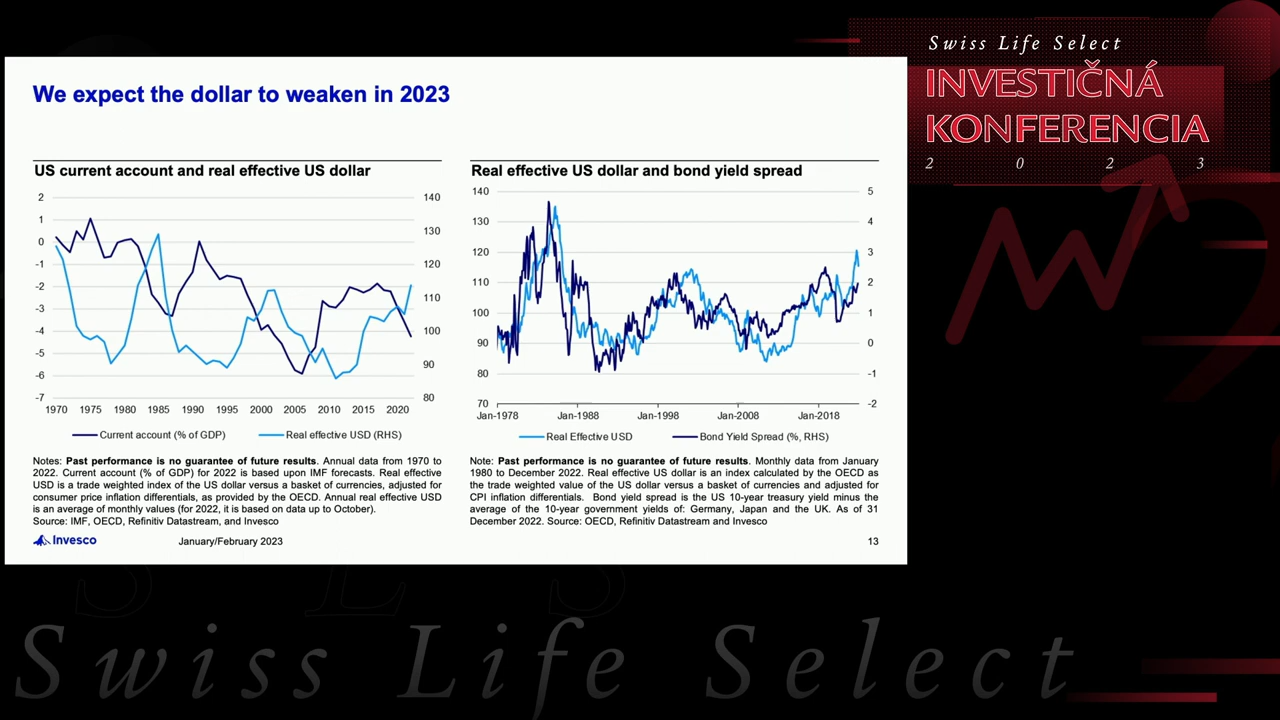 Swiss Life Select
INVESTIČNÁ
KONFERENCIA
2 0 2 3
We expect the dollar to weaken in 2023
US current account and real effective US dollar
2
1
0
-1
-2
-3
-4
-5
-6
-7
140
130
120
110
100
90
80
1970 1975 1980 1985 1990 1995 2000 2005 2010 2015 2020
Current account (% of GDP) Real effective USD (RHS)
Notes: Past performance is no guarantee of future results. Annual data from 1970 to
2022. Current account (% of GDP) for 2022 is based upon IMF forecasts. Real effective
USD is a trade weighted index of the US dollar versus a basket of currencies, adjusted for
consumer price inflation differentials, as provided by the OECD. Annual real effective USD
is an average of monthly values (for 2022, it is based on data up to October).
Source: IMF, OECD, Refinitiv Datastream, and Invesco
Real effective US dollar and bond yield spread
140
130
120
110
100
90
80
70
5
4
3
2
1
0
-1
-2
Jan-1978 Jan-1988 Jan-1998 Jan-2008 Jan-2018
Real Effective USD Bond Yield Spread (%, RHS)
Note: Past performance is no guarantee of future results. Monthly data from January
1980 to December 2022. Real effective US dollar is an index calculated by the OECD as
the trade weighted value of the US dollar versus a basket of currencies and adjusted for
CPI inflation differentials. Bond yield spread is the US 10-year treasury yield minus the
average of the 10-year government yields of: Germany, Japan and the UK. As of 31
December 2022. Source: OECD, Refinitiv Datastream and Invesco
Invesco
January/February 2023
13
S L S
Swiss Life Select